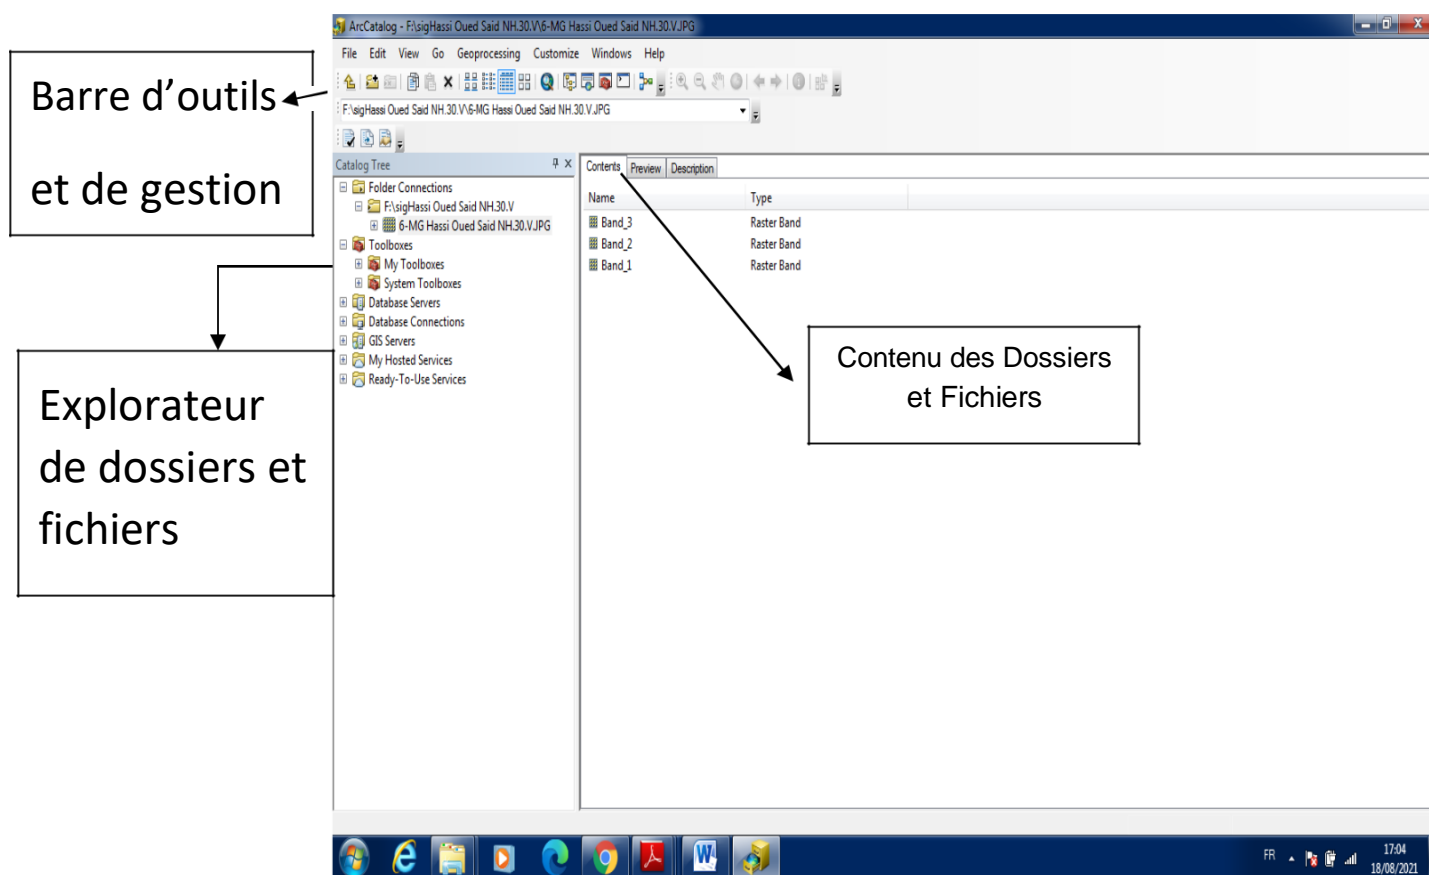 ArcCatalog - F:\sigHassi Oued Said NH.30.V\6-MG Hassi Oued Said NH.30.V.JPG
File Edit View Go Geoprocessing Customize Windows Help
F:\sigHassi Oued Said NH.30.V\6-MG Hassi Oued Said NH.30.V.JPG
Barre d’outils
et de gestion
Catalog Tree
Folder Connections
F:\sigHassi Oued Said NH.30.V
6-MG Hassi Oued Said NH.30.V.JPG
Toolboxes
My Toolboxes
System Toolboxes
Database Servers
Database Connections
GIS Servers
My Hosted Services
Ready-To-Use Services
Contents Preview Description
Name Type
Band_3 Raster Band
Band_2 Raster Band
Band_1 Raster Band
Contenu des Dossiers
et Fichiers
Explorateur
de dossiers et
fichiers
FR
17:04
18/08/2021